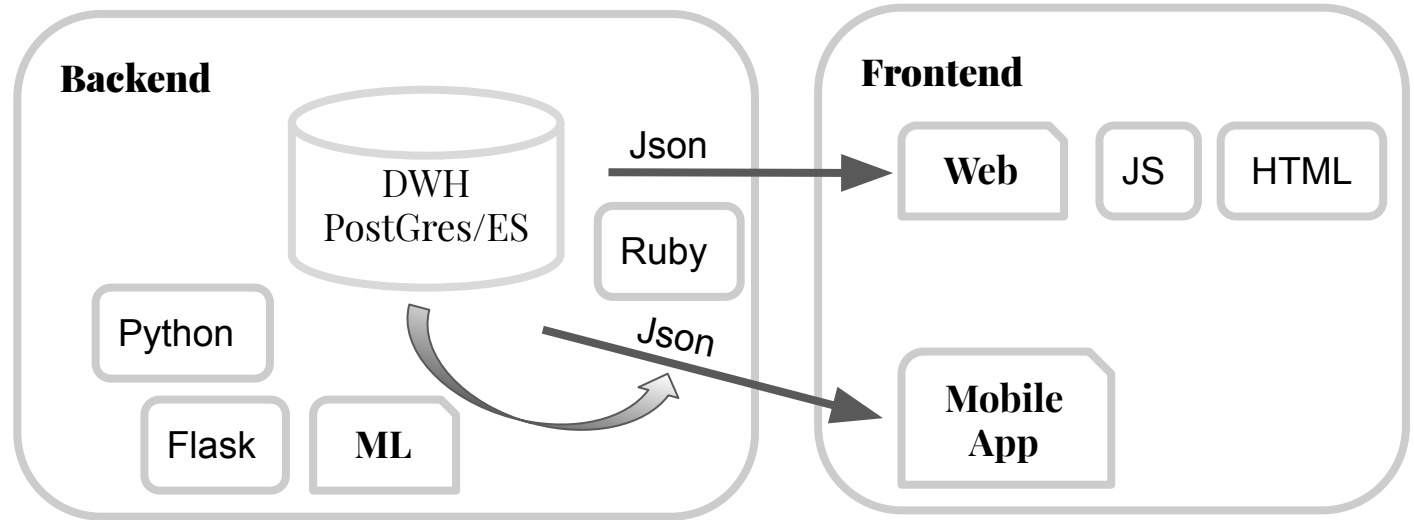 Backend
DWH
PostGres/ES
Json
Ruby
Json
Python
Flask
ML
Frontend
Web
JS
HTML
Mobile
App